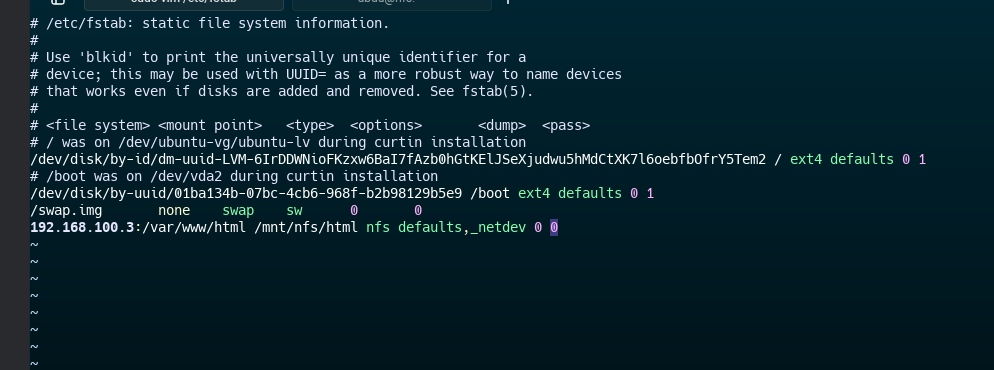 sudo vim /etc/fstab
# /etc/fstab: static file system information.
#
# Use 'blkid' to print the universally unique identifier for a
# device; this may be used with UUID= as a more robust way to name devices
# that works even if disks are added and removed. See fstab(5).
#
# <file system> <mount point>   <type>  <options>       <dump>  <pass>
# / was on /dev/ubuntu-vg/ubuntu-lv during curtin installation
/dev/disk/by-id/dm-uuid-LVM-6IrDDWNioFKzxw6BaI7fAzb0hGtKElJSeXjudwu5hMdCtXK7l6oebfbOfrY5Tem2 / ext4 defaults 0 1
# /boot was on /dev/vda2 during curtin installation
/dev/disk/by-uuid/01ba134b-07bc-4cb6-968f-b2b98129b5e9 /boot ext4 defaults 0 1
/swap.img       none    swap    sw      0       0
192.168.100.3:/var/www/html /mnt/nfs/html nfs defaults,_netdev 0 0
~
~
~
~
~
~
~
~